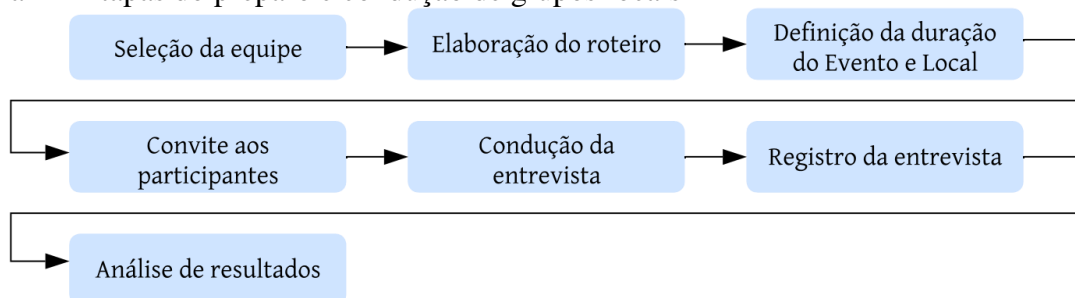 Seleção da equipe
Elaboração do roteiro
Definição da duração
do Evento e Local
Convite aos
participantes
Condução da
entrevista
Registro da entrevista
Análise de resultados